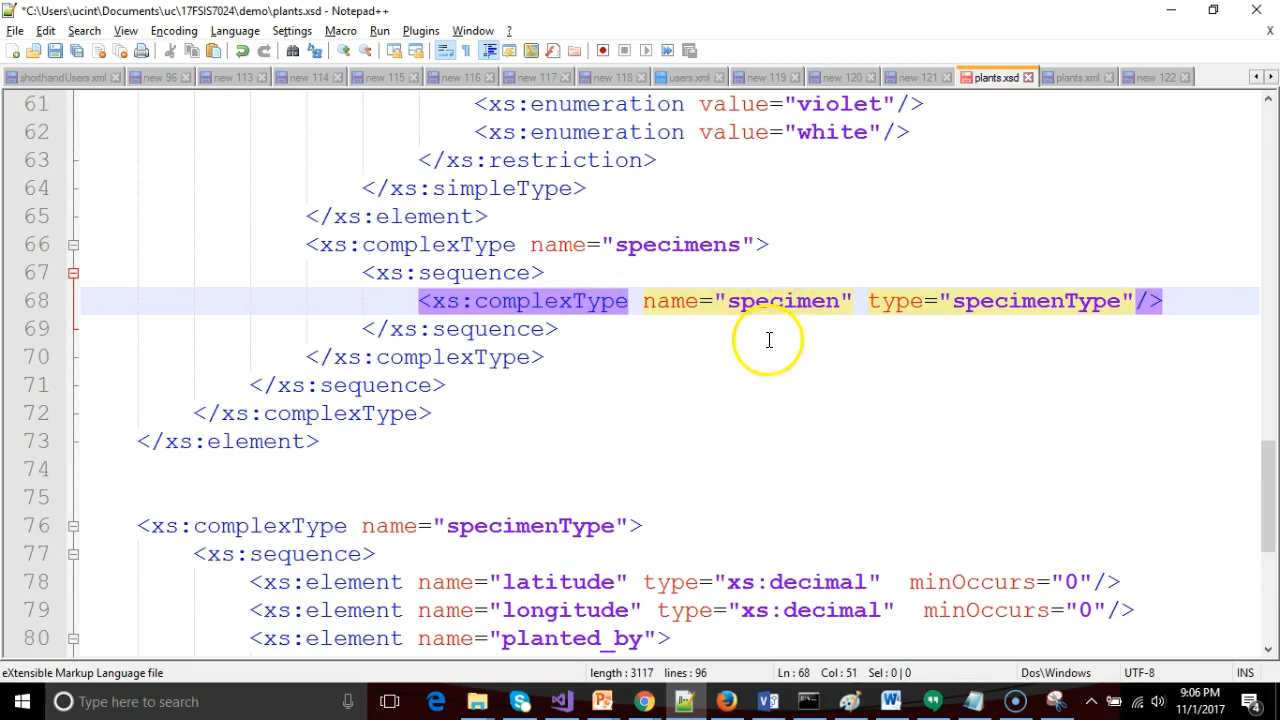 *C:\Users\ucint\Documents\uc\17FSIS7024\demo\plants.xsd - Notepad++
File Edit Search View Encoding Language Settings Macro Run Plugins Window ?
X
shorthandUsers.xml new 96 new 113 new 114 new 115 new 116 new 117 new 118 users.xml new 119 new 120 new 121 plants.xsd plants.xml new 122
61 <xs:enumeration value="violet"/>
62 <xs:enumeration value="white"/>
63 </xs:restriction>
64 </xs:simpleType>
65 </xs:element>
66 <xs:complexType name="specimens">
67 <xs:sequence>
68 <xs:complexType name="specimen" type="specimenType"/>
69 </xs:sequence>
70 </xs:complexType>
71 </xs:sequence>
72 </xs:complexType>
73 </xs:element>
74
75
76 <xs:complexType name="specimenType">
77 <xs:sequence>
78 <xs:element name="latitude" type="xs:decimal" minOccurs="0"/>
79 <xs:element name="longitude" type="xs:decimal" minOccurs="0"/>
80 <xs:element name="planted_by">
eXtensible Markup Language file length : 3117 lines : 96 Ln : 68 Col : 51 Sel : 0 | 0 Dos\Windows UTF-8 INS
Type here to search
9:06 PM
11/1/2017
4